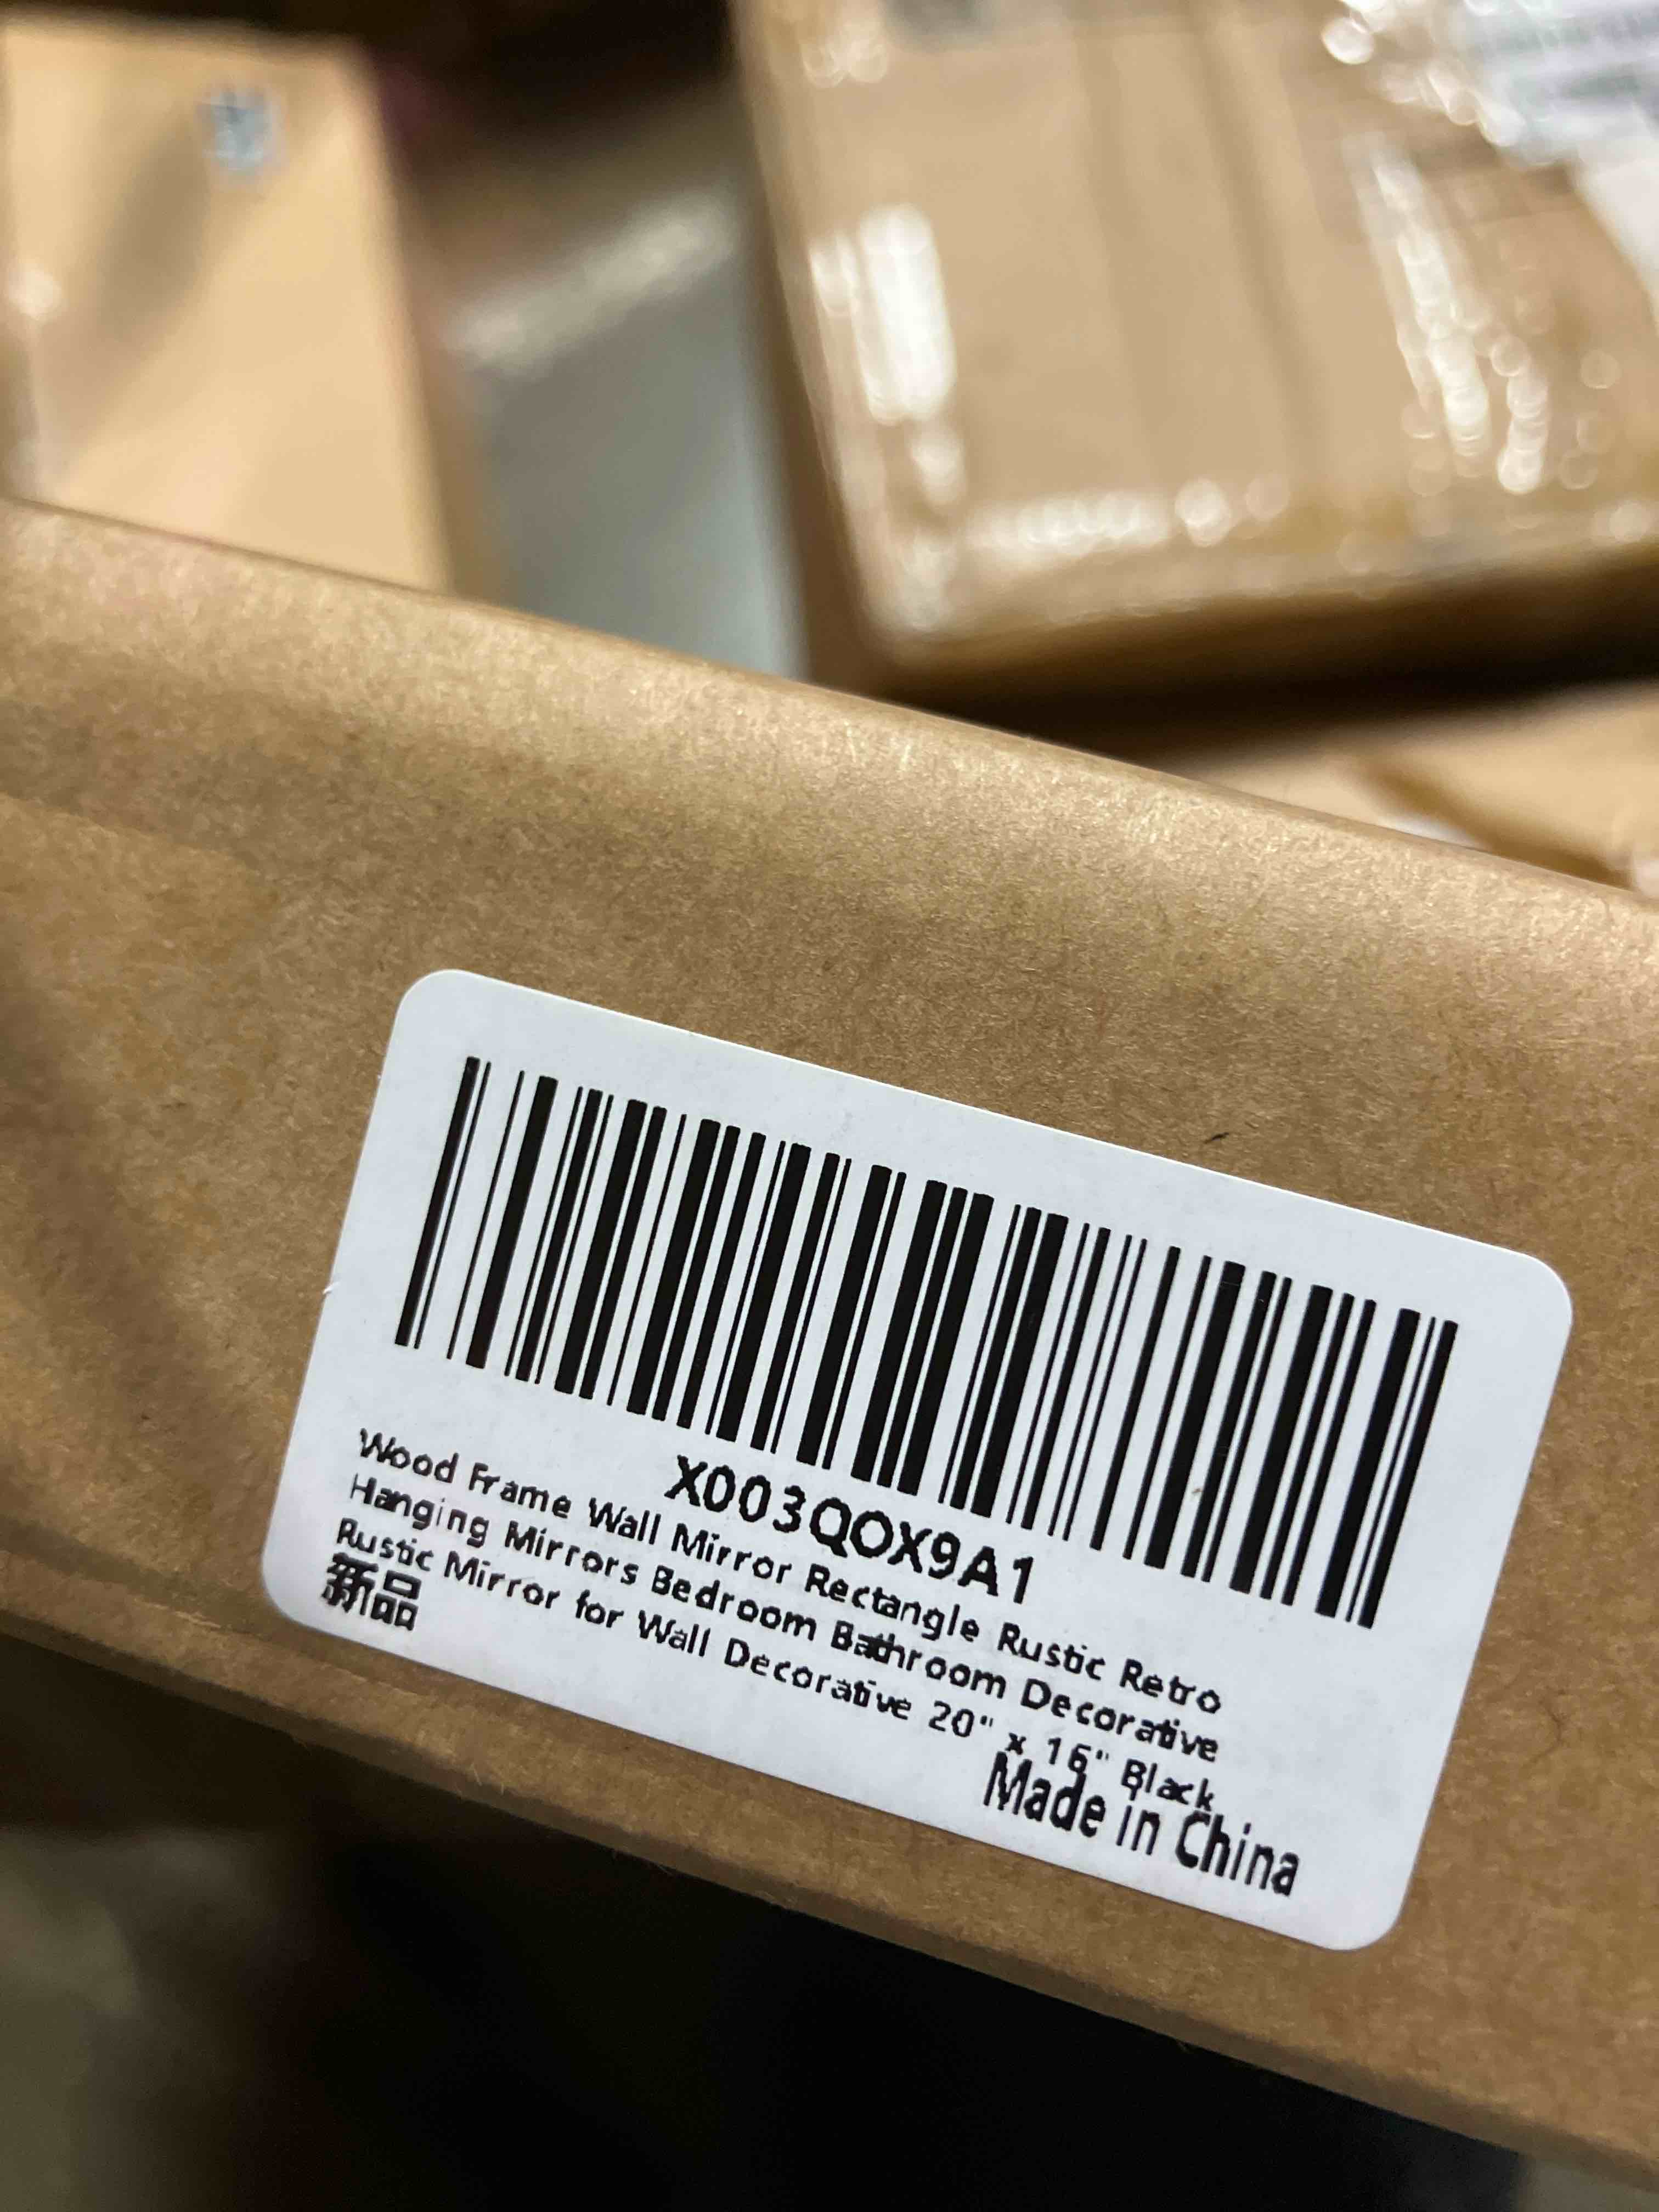 X003QOX9A1
Wood Frame Wall Mirror Rectangle Rustic Retro
Hanging Mirrors Bedroom Bathroom Decorative
Rustic Mirror for Wall Decorative 20" x 16" Black
新品
Made in China